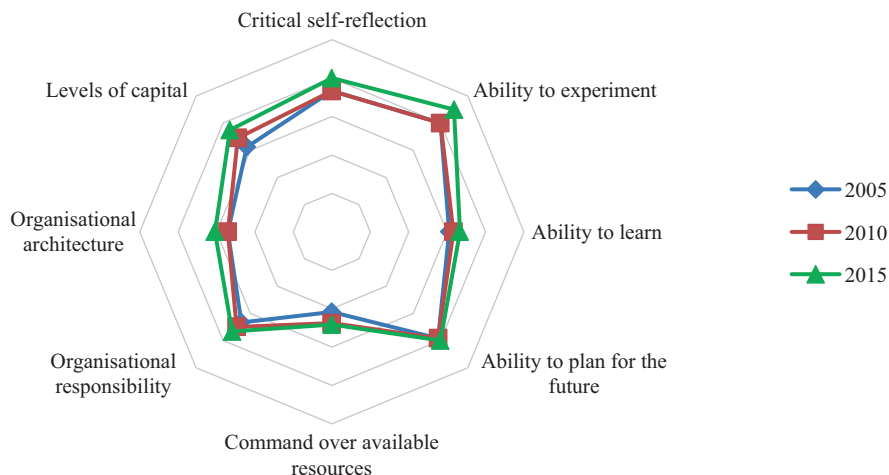 Critical self-reflection
Ability to experiment
Ability to learn
Ability to plan for the
future
Command over available
resources
Organisational
responsibility
Organisational
architecture
Levels of capital
2005
2010
2015